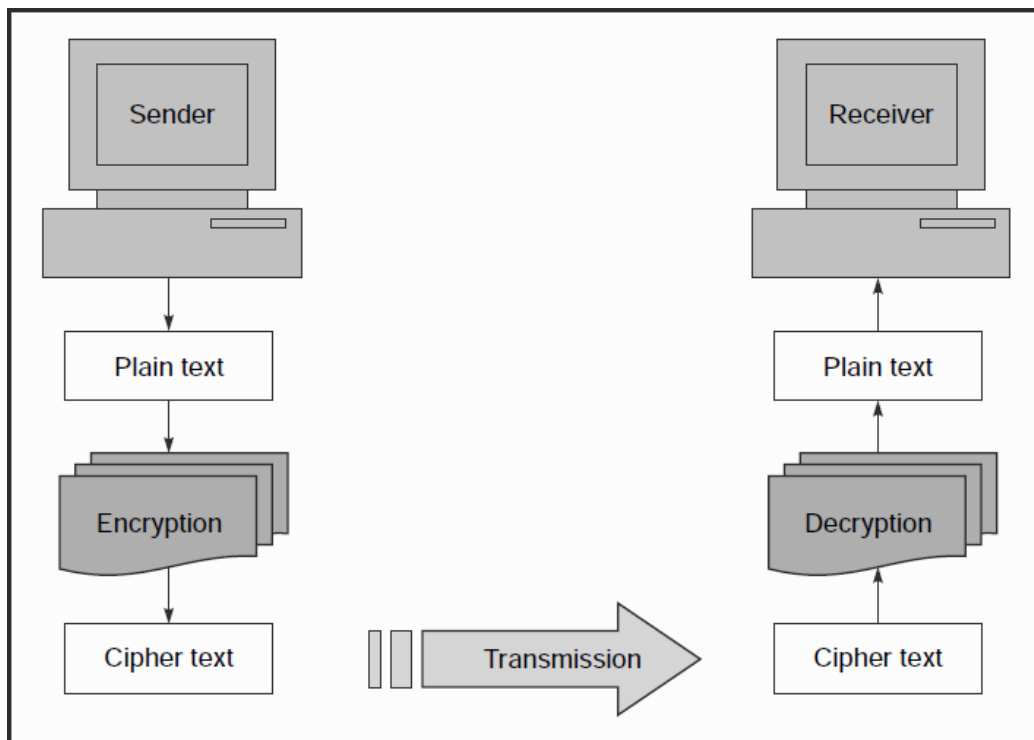 Sender
Receiver
Plain text
Plain text
Encryption
Decryption
Cipher text
Transmission
Cipher text